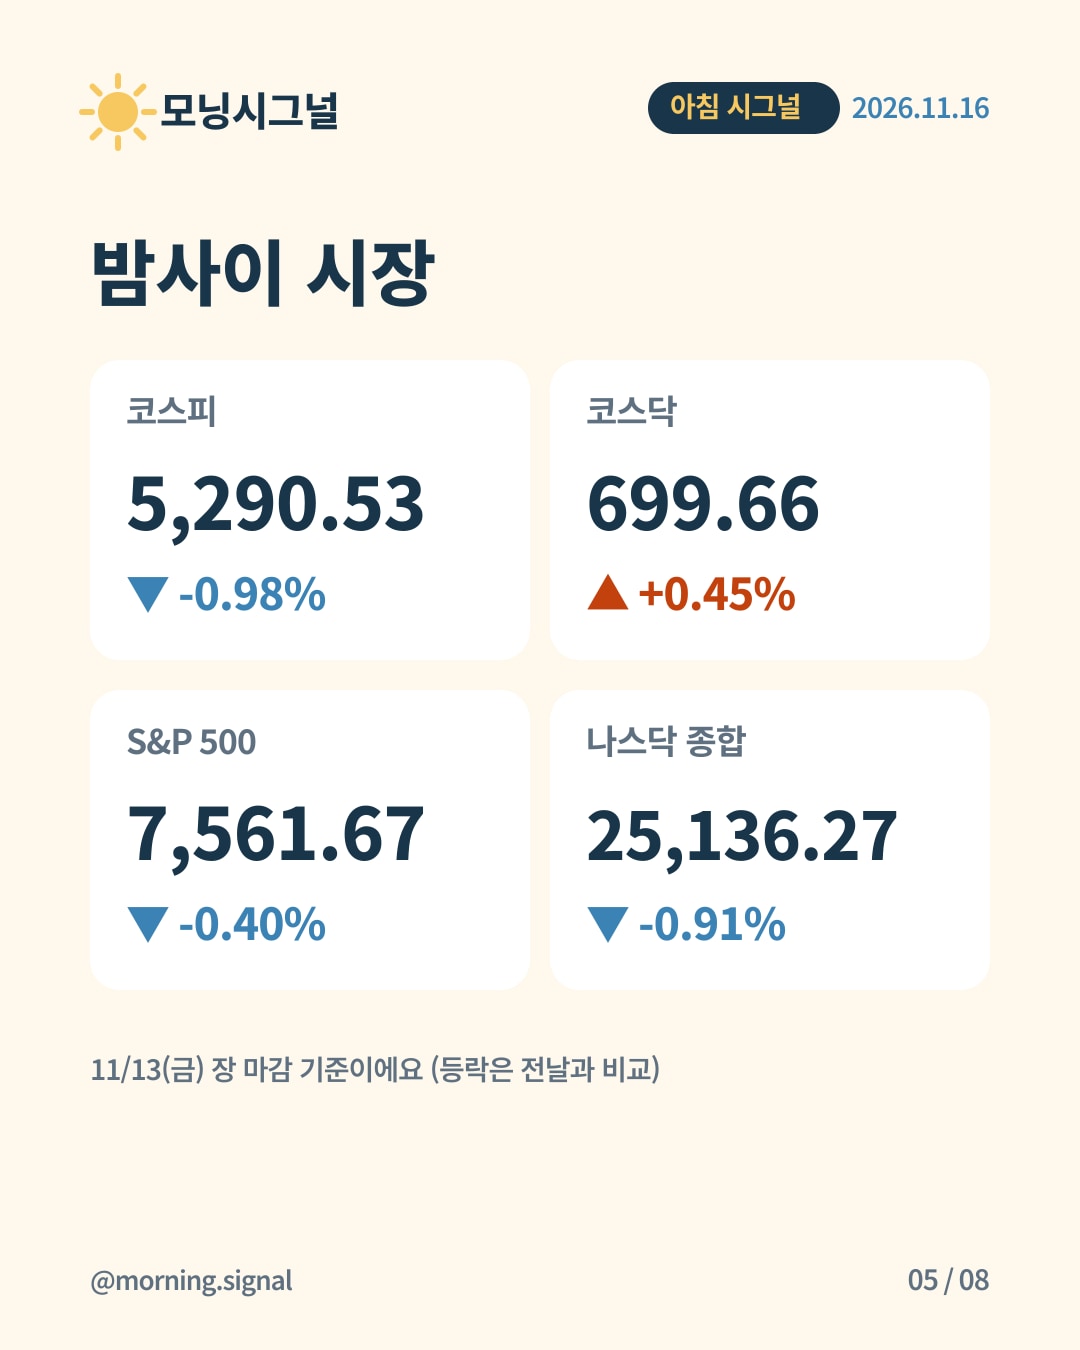 모닝시그널
아침 시그널 2026.11.16
밤사이 시장
코스피
5,290.53
▼ -0.98%
코스닥
699.66
▲ +0.45%
S&P 500
7,561.67
▼ -0.40%
나스닥 종합
25,136.27
▼ -0.91%
11/13(금) 장 마감 기준이에요 (등락은 전날과 비교)
@morning.signal
05 / 08